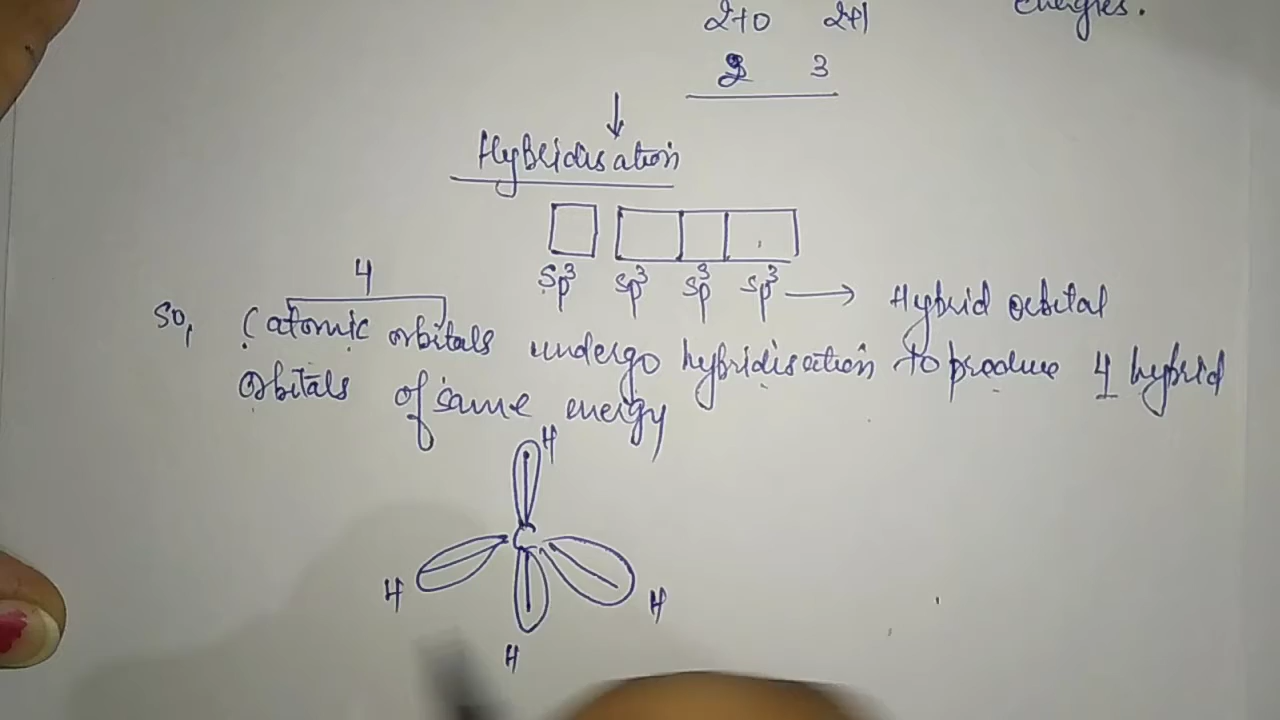 2+0 2+1 energies.
2 3
Hybridisation
sp³ sp³ sp³ sp³ → Hybrid orbital
4
So, (atomic orbitals undergo hybridisation to produce 4 hybrid
orbitals of same energy
H
C
H H
H